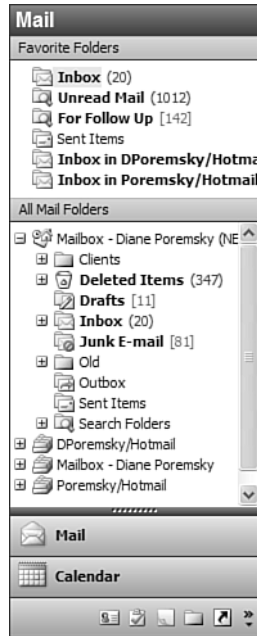 Mail
Favorite Folders
Inbox (20)
Unread Mail (1012)
For Follow Up [142]
Sent Items
Inbox in DPoremsky/Hotma
Inbox in Poremsky/Hotmail
All Mail Folders
Mailbox - Diane Poremsky (NE
Clients
Deleted Items (347)
Drafts [11]
Inbox (20)
Junk E-mail [81]
Old
Outbox
Sent Items
Search Folders
DPoremsky/Hotmail
Mailbox - Diane Poremsky
Poremsky/Hotmail
Mail
Calendar